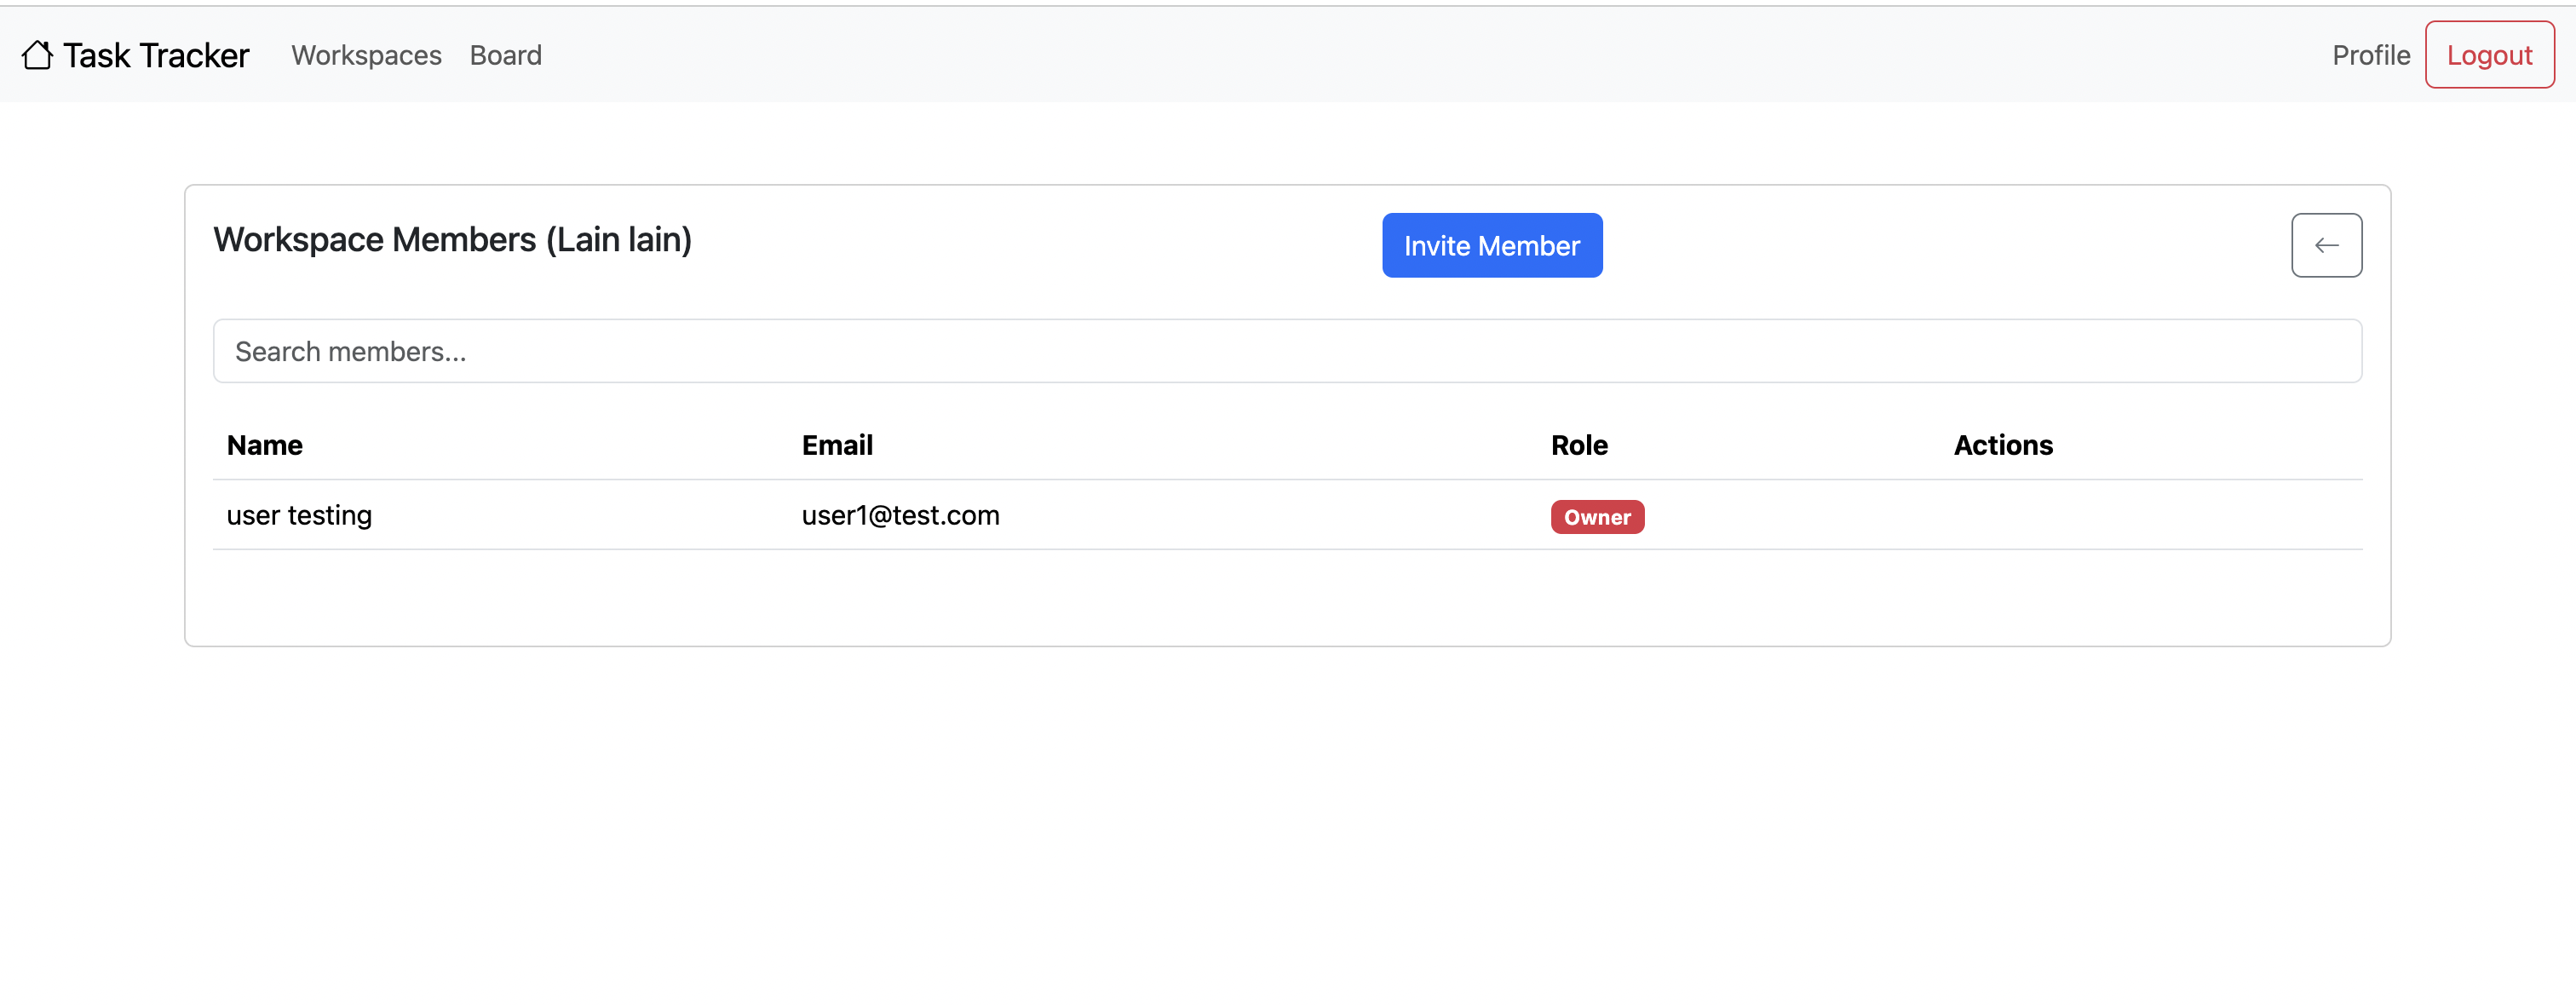 Task Tracker Workspaces Board Profile Logout
Workspace Members (Lain lain) Invite Member ←
Search members...
Name Email Role Actions
user testing user1@test.com Owner